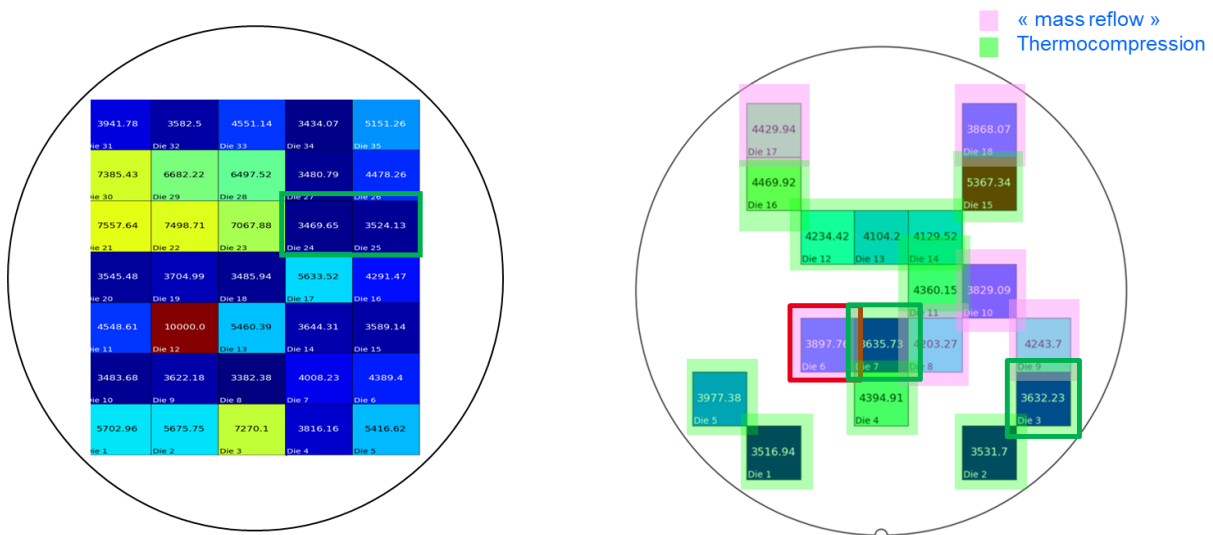 « mass reflow »
Thermocompression
3941.78 3582.5 4551.14 3434.07 5151.26
Die 31 Die 32 Die 33 Die 34 Die 35
7385.43 6682.22 6497.52 3480.79 4478.26
Die 30 Die 29 Die 28 Die 27 Die 26
7557.64 7498.71 7067.88 3469.65 3524.13
Die 21 Die 22 Die 23 Die 24 Die 25
3545.48 3704.99 3485.94 5633.52 4291.47
Die 20 Die 19 Die 18 Die 17 Die 16
4548.61 10000.0 5460.39 3644.31 3589.14
Die 11 Die 12 Die 13 Die 14 Die 15
3483.68 3622.18 3382.38 4008.23 4389.4
Die 10 Die 9 Die 8 Die 7 Die 6
5702.96 5675.75 7270.1 3816.16 5416.62
Die 1 Die 2 Die 3 Die 4 Die 5
4429.94 3868.07
Die 17 Die 18
4469.92 5367.34
Die 16 Die 15
4234.42 4104.2 4129.52
Die 12 Die 13 Die 14
4360.15 3829.09
Die 11 Die 10
3897.76 3635.73 4203.27 4243.7
Die 6 Die 7 Die 8 Die 9
3977.38 4394.91 3632.23
Die 5 Die 4 Die 3
3516.94 3531.7
Die 1 Die 2